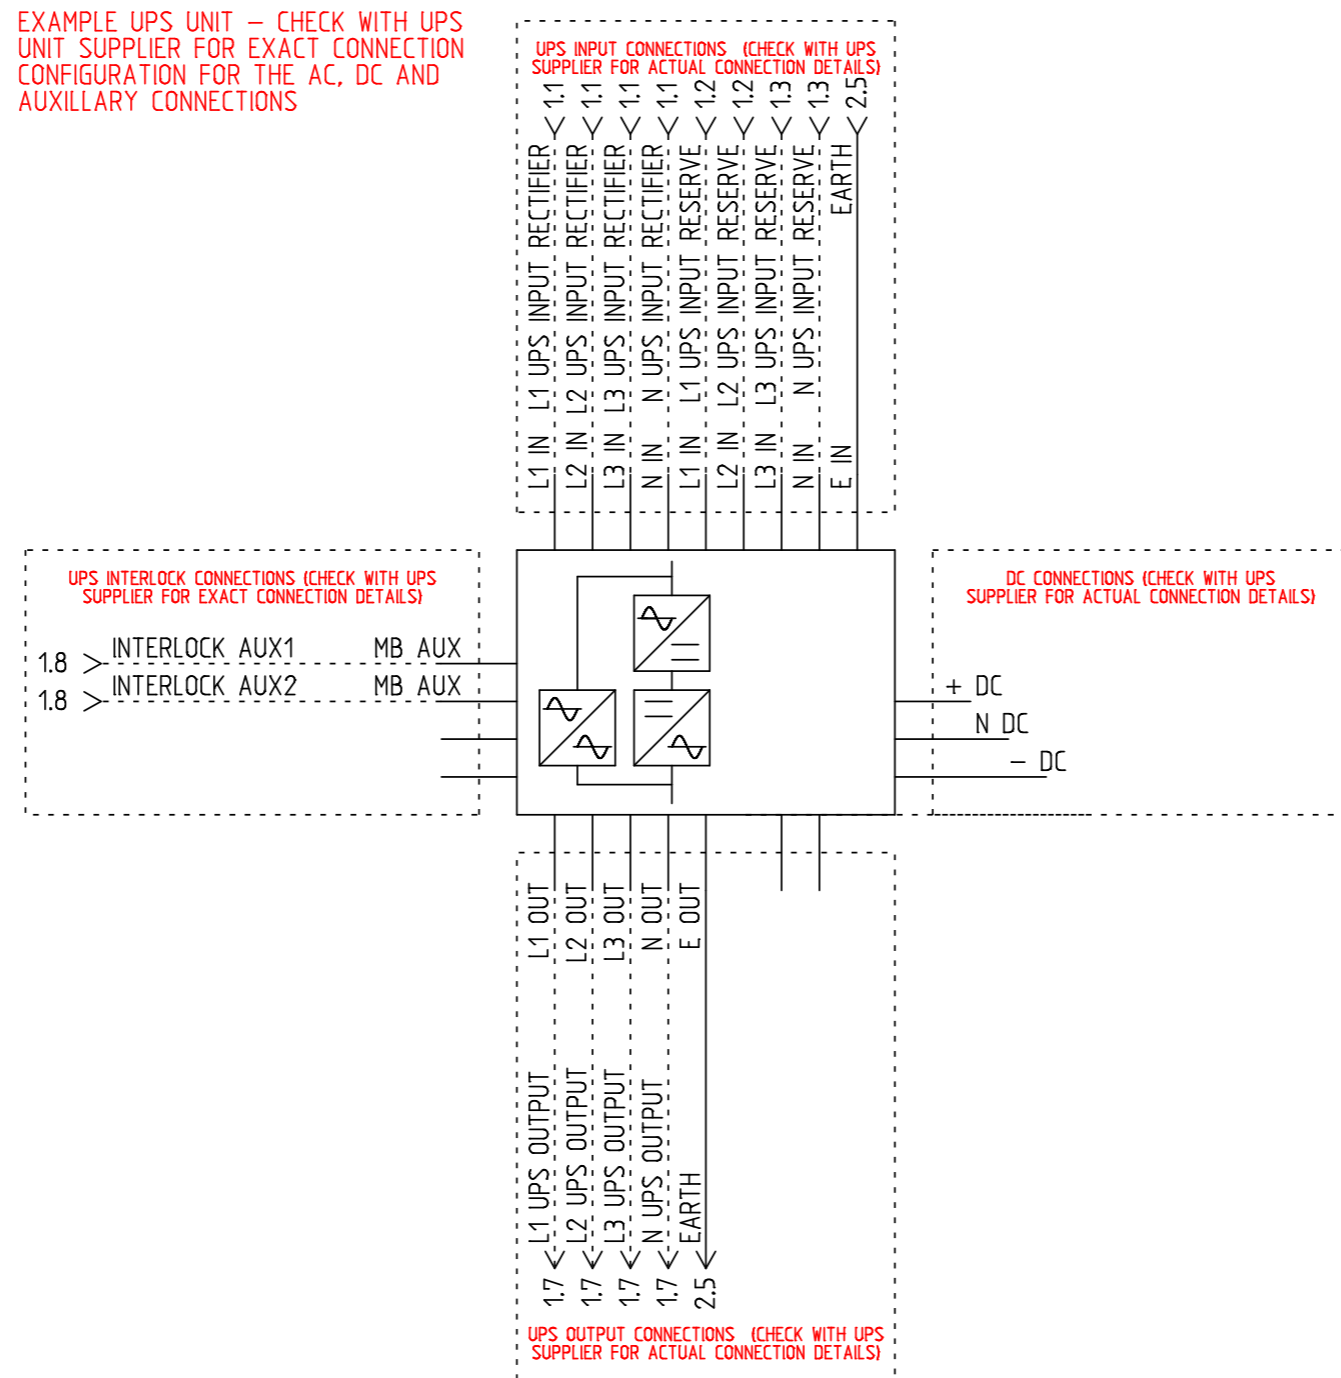 EXAMPLE UPS UNIT – CHECK WITH UPS
UNIT SUPPLIER FOR EXACT CONNECTION
CONFIGURATION FOR THE AC, DC AND
AUXILLARY CONNECTIONS
UPS INPUT CONNECTIONS (CHECK WITH UPS
SUPPLIER FOR ACTUAL CONNECTION DETAILS)
L1 IN L1 UPS INPUT RECTIFIER 1.1
L2 IN L2 UPS INPUT RECTIFIER 1.1
L3 IN L3 UPS INPUT RECTIFIER 1.1
N IN N UPS INPUT RECTIFIER 1.1
L1 IN L1 UPS INPUT RESERVE 1.2
L2 IN L2 UPS INPUT RESERVE 1.2
L3 IN L3 UPS INPUT RESERVE 1.3
N IN N UPS INPUT RESERVE 1.3
E IN EARTH 2.5
UPS INTERLOCK CONNECTIONS (CHECK WITH UPS
SUPPLIER FOR EXACT CONNECTION DETAILS)
1.8 INTERLOCK AUX1 MB AUX
1.8 INTERLOCK AUX2 MB AUX
DC CONNECTIONS (CHECK WITH UPS
SUPPLIER FOR ACTUAL CONNECTION DETAILS)
+ DC
N DC
– DC
1.7 L1 UPS OUTPUT L1 OUT
1.7 L2 UPS OUTPUT L2 OUT
1.7 L3 UPS OUTPUT L3 OUT
1.7 N UPS OUTPUT N OUT
2.5 EARTH E OUT
UPS OUTPUT CONNECTIONS (CHECK WITH UPS
SUPPLIER FOR ACTUAL CONNECTION DETAILS)